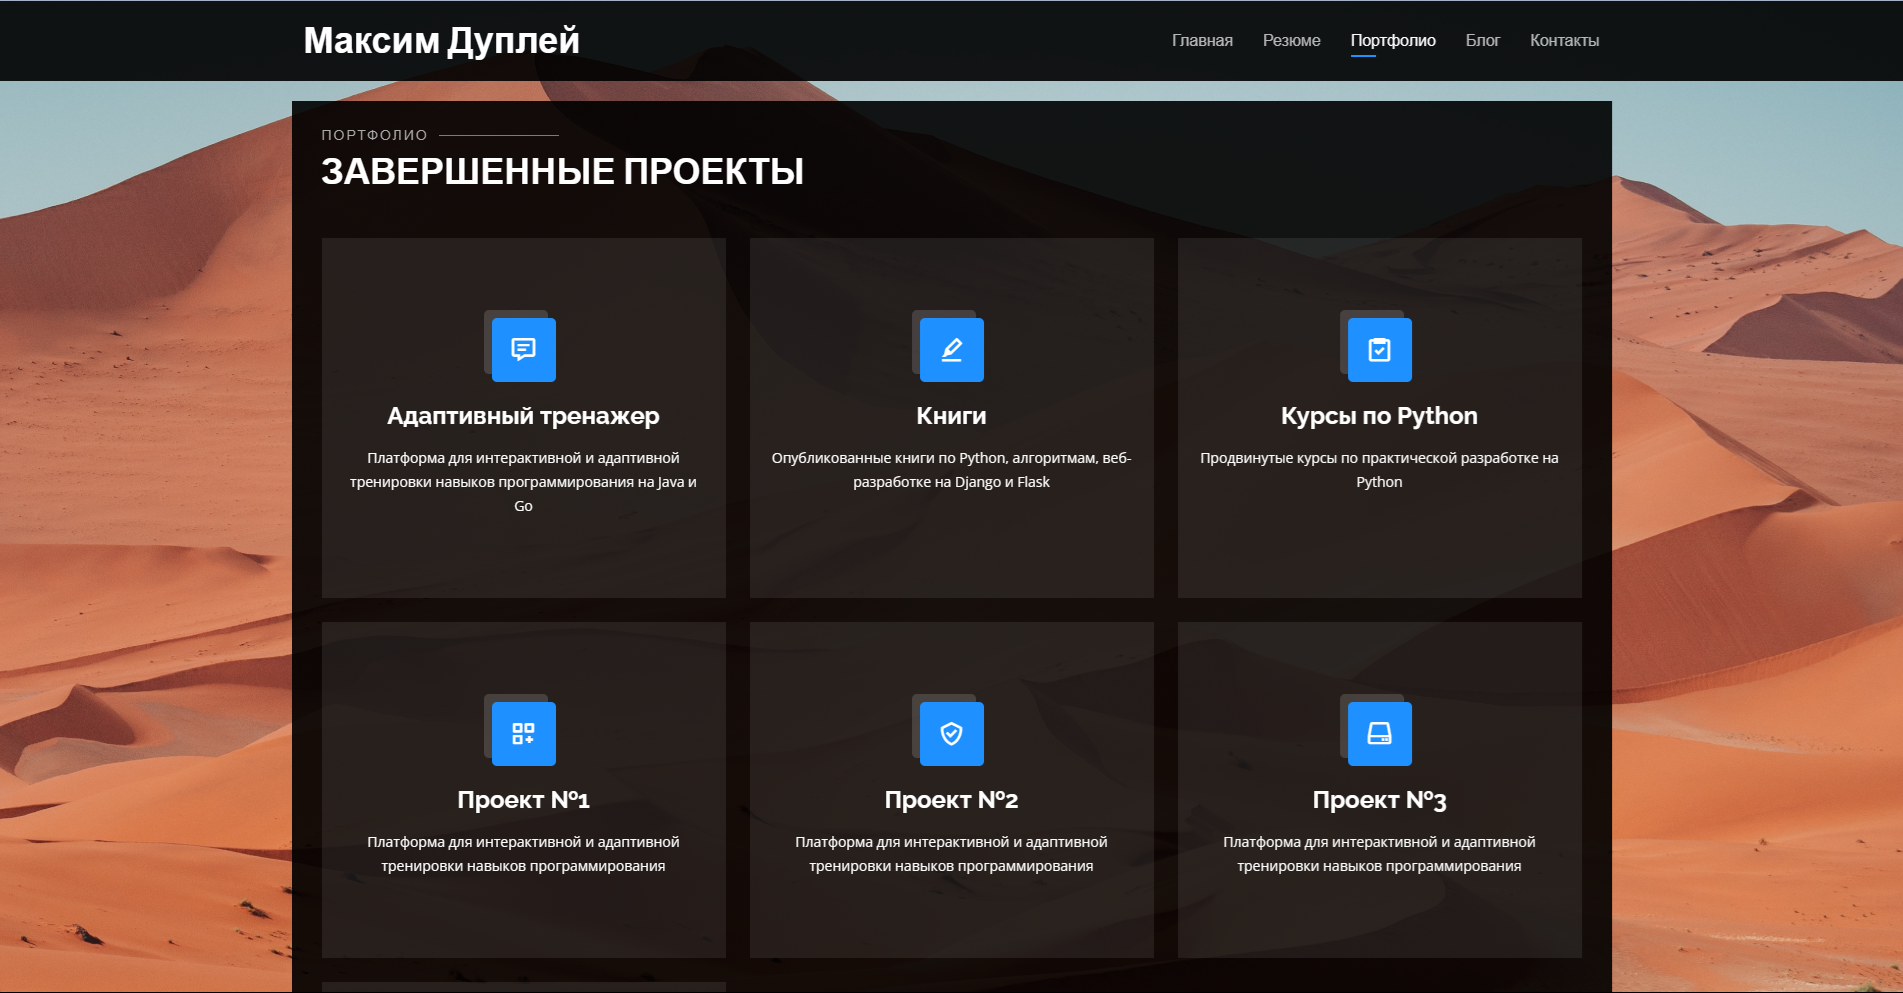 Максим Дуплей
Главная Резюме Портфолио Блог Контакты
ПОРТФОЛИО
ЗАВЕРШЕННЫЕ ПРОЕКТЫ
Адаптивный тренажер
Платформа для интерактивной и адаптивной
тренировки навыков программирования на Java и
Go
Книги
Опубликованные книги по Python, алгоритмам, веб-
разработке на Django и Flask
Курсы по Python
Продвинутые курсы по практической разработке на
Python
Проект №1
Платформа для интерактивной и адаптивной
тренировки навыков программирования
Проект №2
Платформа для интерактивной и адаптивной
тренировки навыков программирования
Проект №3
Платформа для интерактивной и адаптивной
тренировки навыков программирования